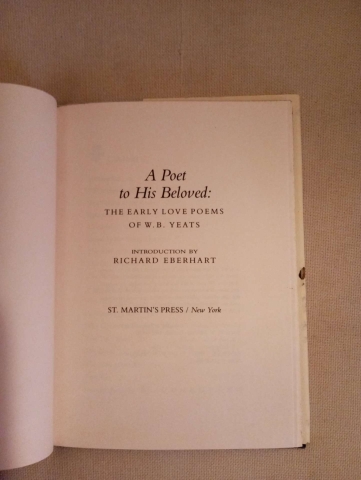 A Poet
to His Beloved:
THE EARLY LOVE POEMS
OF W.B. YEATS
INTRODUCTION BY
RICHARD EBERHART
ST. MARTIN'S PRESS / New York